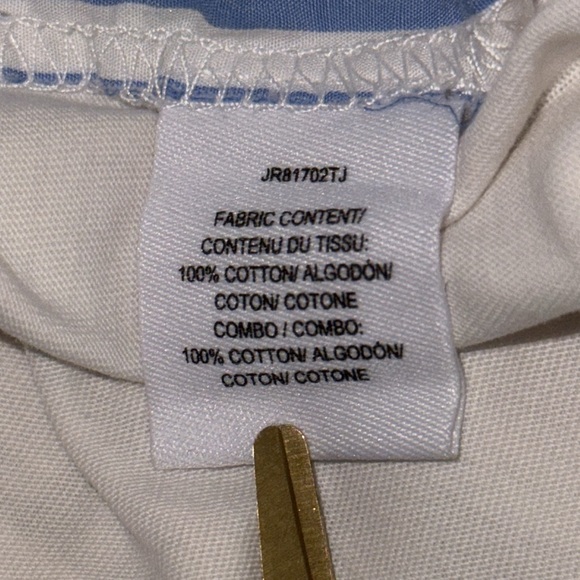 JR81702TJ
FABRIC CONTENT/
CONTENU DU TISSU:
100% COTTON/ ALGODÓN/
COTON/ COTONE
COMBO / COMBO:
100% COTTON/ ALGODÓN/
COTON/ COTONE